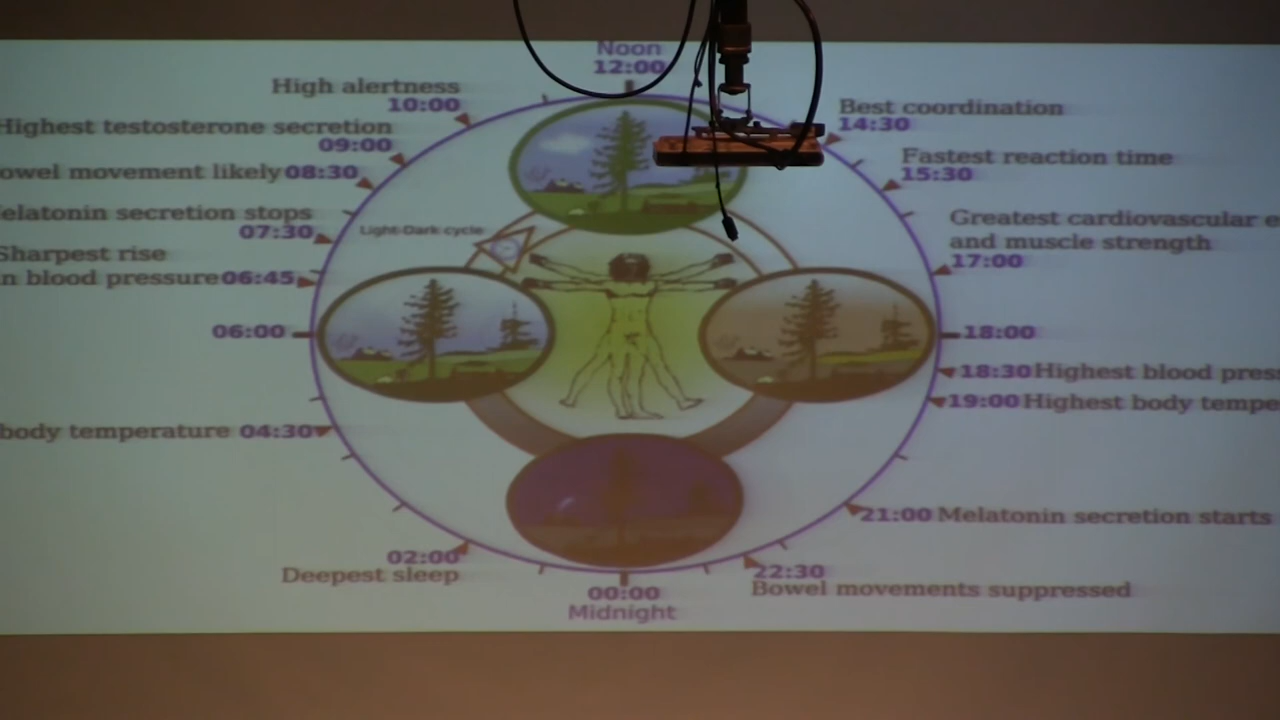 Noon
12:00
High alertness
10:00
Highest testosterone secretion
09:00
owel movement likely 08:30
elatonin secretion stops
07:30
Sharpest rise
n blood pressure 06:45
06:00
body temperature 04:30
02:00
Deepest sleep
00:00
Midnight
Light-Dark cycle
Best coordination
14:30
Fastest reaction time
15:30
Greatest cardiovascular e
and muscle strength
17:00
18:00
18:30 Highest blood pres
19:00 Highest body tempe
21:00 Melatonin secretion starts
22:30
Bowel movements suppressed